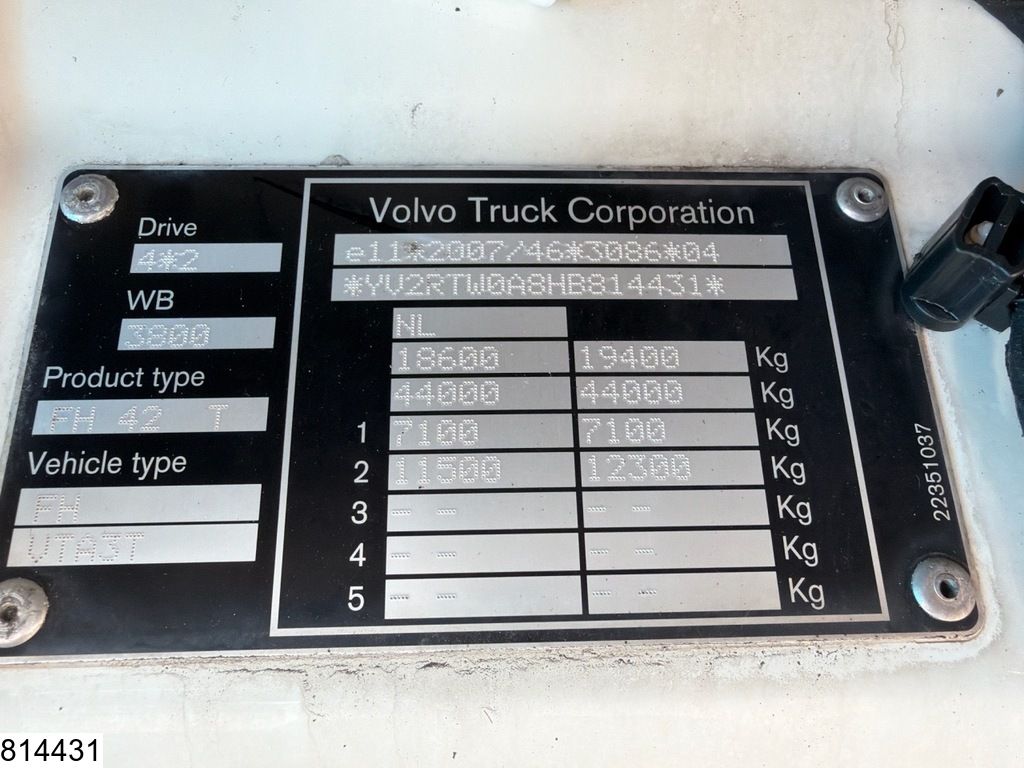 Volvo Truck Corporation
e11*2007/46*3086*04
*YV2RTW0A8HB814431*
Drive
4*2
WB
3800
Product type
FH 42 T
Vehicle type
FH
VTA3T
NL
18600 19400 Kg
44000 44000 Kg
1 7100 7100 Kg
2 11500 12300 Kg
3 -- --- -- --- Kg
4 -- --- -- --- Kg
5 -- --- -- --- Kg
22351037
814431